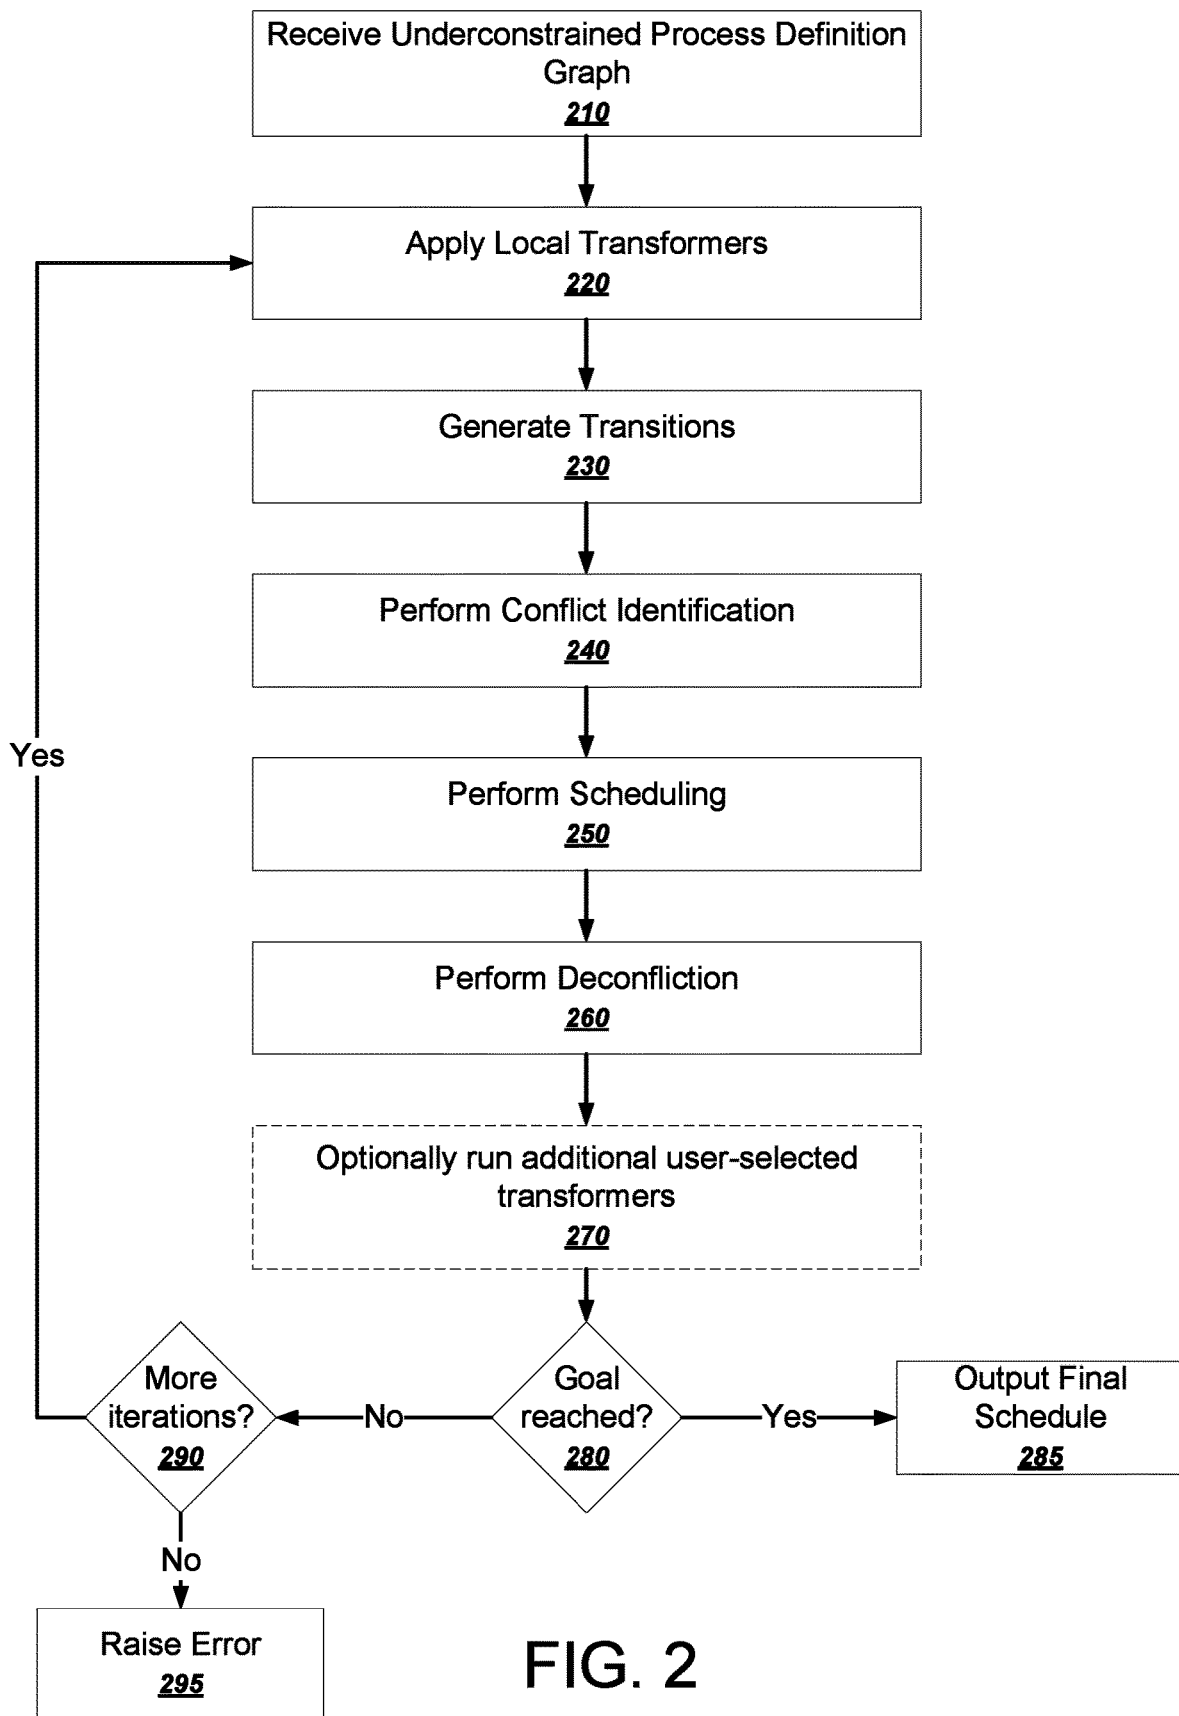 Receive Underconstrained Process Definition
Graph
210
Apply Local Transformers
220
Generate Transitions
230
Perform Conflict Identification
240
Yes
Perform Scheduling
250
Perform Deconfliction
260
Optionally run additional user-selected
transformers
270
More
iterations?
290
No
Goal
reached?
280
Yes
Output Final
Schedule
285
No
Raise Error
295
FIG. 2